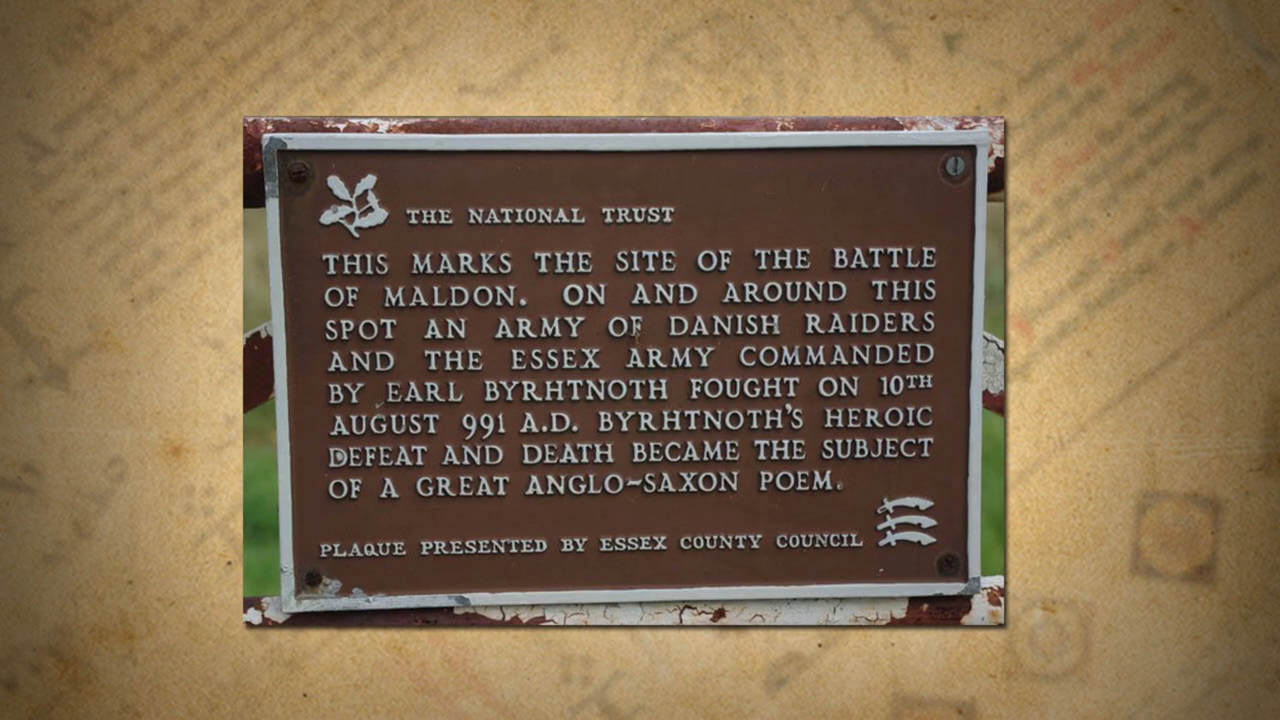 THE NATIONAL TRUST
THIS MARKS THE SITE OF THE BATTLE
OF MALDON. ON AND AROUND THIS
SPOT AN ARMY OF DANISH RAIDERS
AND THE ESSEX ARMY COMMANDED
BY EARL BYRHTNOTH FOUGHT ON 10TH
AUGUST 991 A.D. BYRHTNOTH'S HEROIC
DEFEAT AND DEATH BECAME THE SUBJECT
OF A GREAT ANGLO-SAXON POEM.
PLAQUE PRESENTED BY ESSEX COUNTY COUNCIL